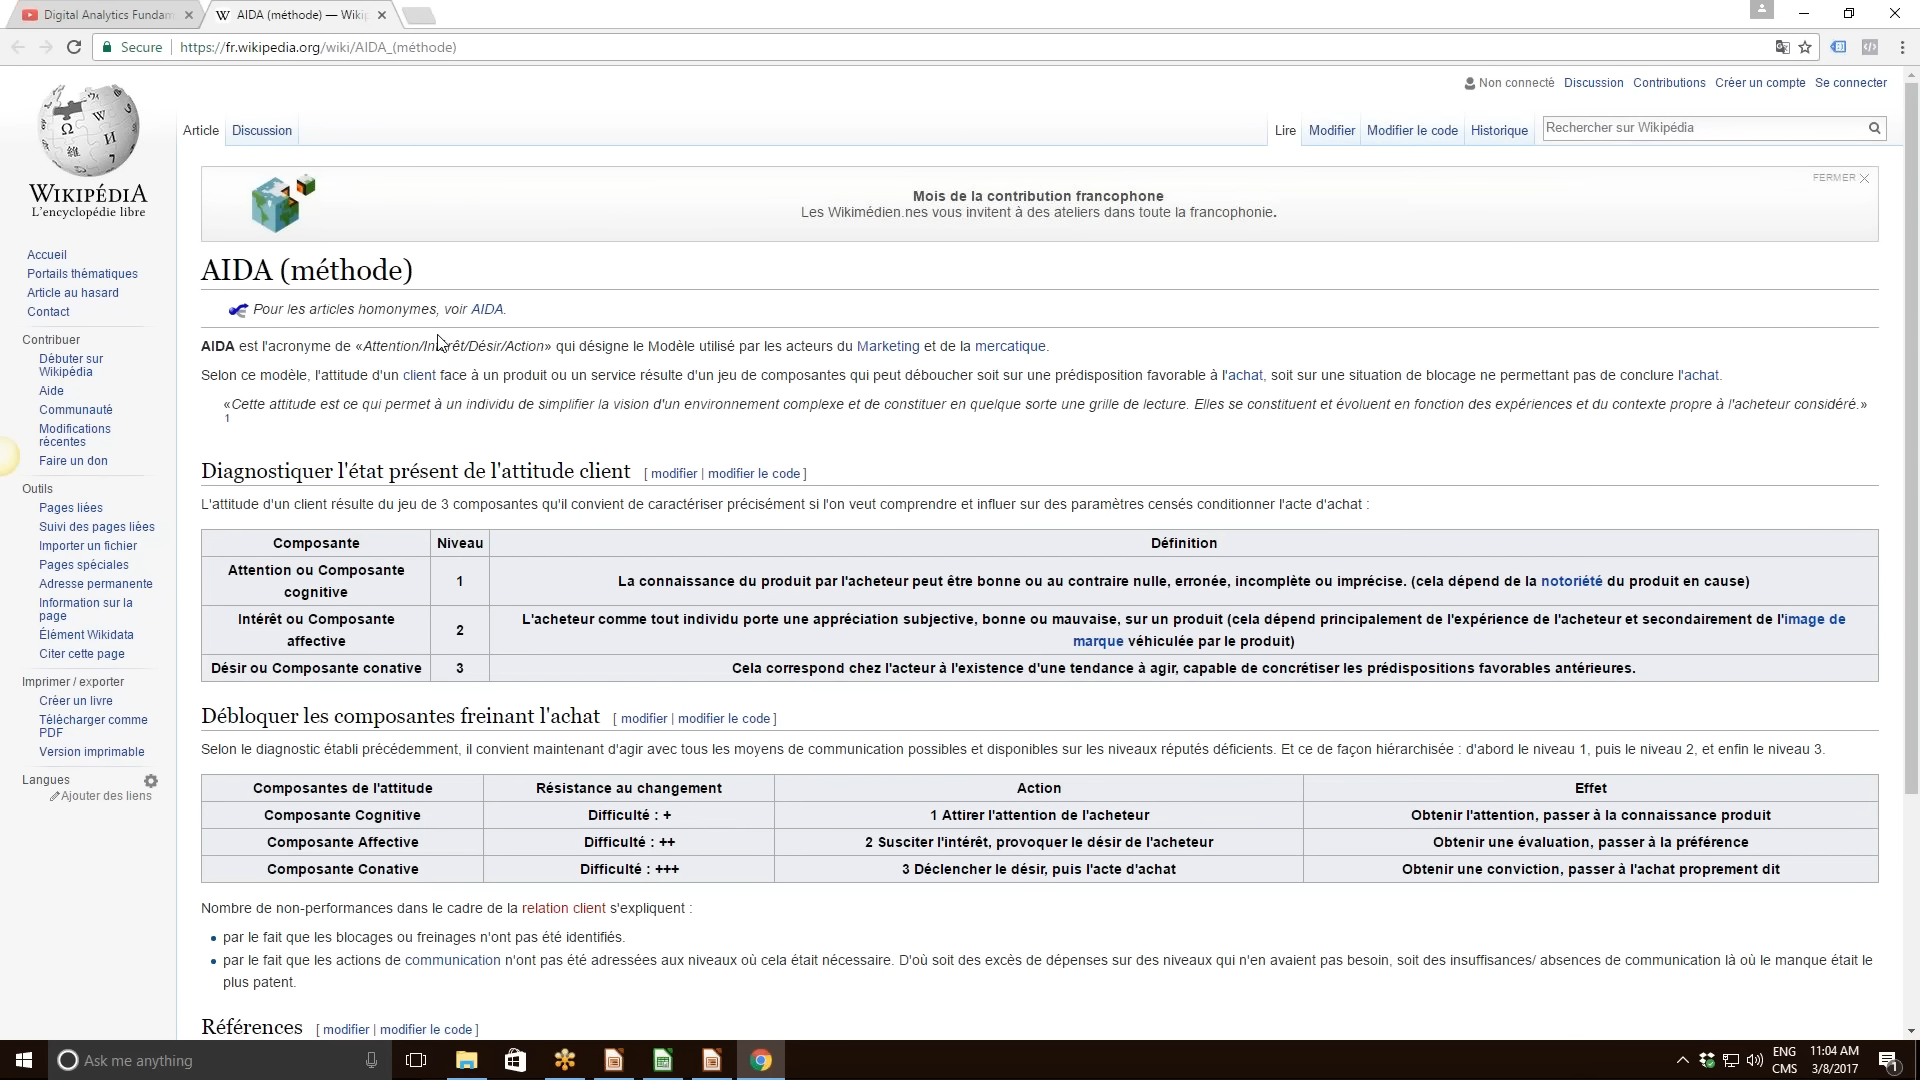 Digital Analytics Fundam
AIDA (méthode) — Wiki
Secure
https://fr.wikipedia.org/wiki/AIDA_(méthode)
Non connecté Discussion Contributions Créer un compte Se connecter
Article Discussion
Lire Modifier Modifier le code Historique
Rechercher sur Wikipédia
WIKIPÉDIA
L'encyclopédie libre
Accueil
Portails thématiques
Article au hasard
Contact
Contribuer
Débuter sur
Wikipédia
Aide
Communauté
Modifications
récentes
Faire un don
Outils
Pages liées
Suivi des pages liées
Importer un fichier
Pages spéciales
Adresse permanente
Information sur la
page
Élément Wikidata
Citer cette page
Imprimer / exporter
Créer un livre
Télécharger comme
PDF
Version imprimable
Langues
Ajouter des liens
FERMER
Mois de la contribution francophone
Les Wikimédien.nes vous invitent à des ateliers dans toute la francophonie.
AIDA (méthode)
Pour les articles homonymes, voir AIDA.
AIDA est l'acronyme de «Attention/Intérêt/Désir/Action» qui désigne le Modèle utilisé par les acteurs du Marketing et de la mercatique.
Selon ce modèle, l'attitude d'un client face à un produit ou un service résulte d'un jeu de composantes qui peut déboucher soit sur une prédisposition favorable à l'achat, soit sur une situation de blocage ne permettant pas de conclure l'achat.
«Cette attitude est ce qui permet à un individu de simplifier la vision d'un environnement complexe et de constituer en quelque sorte une grille de lecture. Elles se constituent et évoluent en fonction des expériences et du contexte propre à l'acheteur considéré.»
1
Diagnostiquer l'état présent de l'attitude client [ modifier | modifier le code ]
L'attitude d'un client résulte du jeu de 3 composantes qu'il convient de caractériser précisément si l'on veut comprendre et influer sur des paramètres censés conditionner l'acte d'achat :
Composante Niveau Définition
Attention ou Composante
cognitive
1
La connaissance du produit par l'acheteur peut être bonne ou au contraire nulle, erronée, incomplète ou imprécise. (cela dépend de la notoriété du produit en cause)
Intérêt ou Composante
affective
2
L'acheteur comme tout individu porte une appréciation subjective, bonne ou mauvaise, sur un produit (cela dépend principalement de l'expérience de l'acheteur et secondairement de l'image de
marque véhiculée par le produit)
Désir ou Composante conative 3 Cela correspond chez l'acteur à l'existence d'une tendance à agir, capable de concrétiser les prédispositions favorables antérieures.
Débloquer les composantes freinant l'achat [ modifier | modifier le code ]
Selon le diagnostic établi précédemment, il convient maintenant d'agir avec tous les moyens de communication possibles et disponibles sur les niveaux réputés déficients. Et ce de façon hiérarchisée : d'abord le niveau 1, puis le niveau 2, et enfin le niveau 3.
Composantes de l'attitude Résistance au changement Action Effet
Composante Cognitive Difficulté : + 1 Attirer l'attention de l'acheteur Obtenir l'attention, passer à la connaissance produit
Composante Affective Difficulté : ++ 2 Susciter l'intérêt, provoquer le désir de l'acheteur Obtenir une évaluation, passer à la préférence
Composante Conative Difficulté : +++ 3 Déclencher le désir, puis l'acte d'achat Obtenir une conviction, passer à l'achat proprement dit
Nombre de non-performances dans le cadre de la relation client s'expliquent :
par le fait que les blocages ou freinages n'ont pas été identifiés.
par le fait que les actions de communication n'ont pas été adressées aux niveaux où cela était nécessaire. D'où soit des excès de dépenses sur des niveaux qui n'en avaient pas besoin, soit des insuffisances/ absences de communication là où le manque était le
plus patent.
Références [ modifier | modifier le code ]
Ask me anything
ENG
CMS
11:04 AM
3/8/2017
1